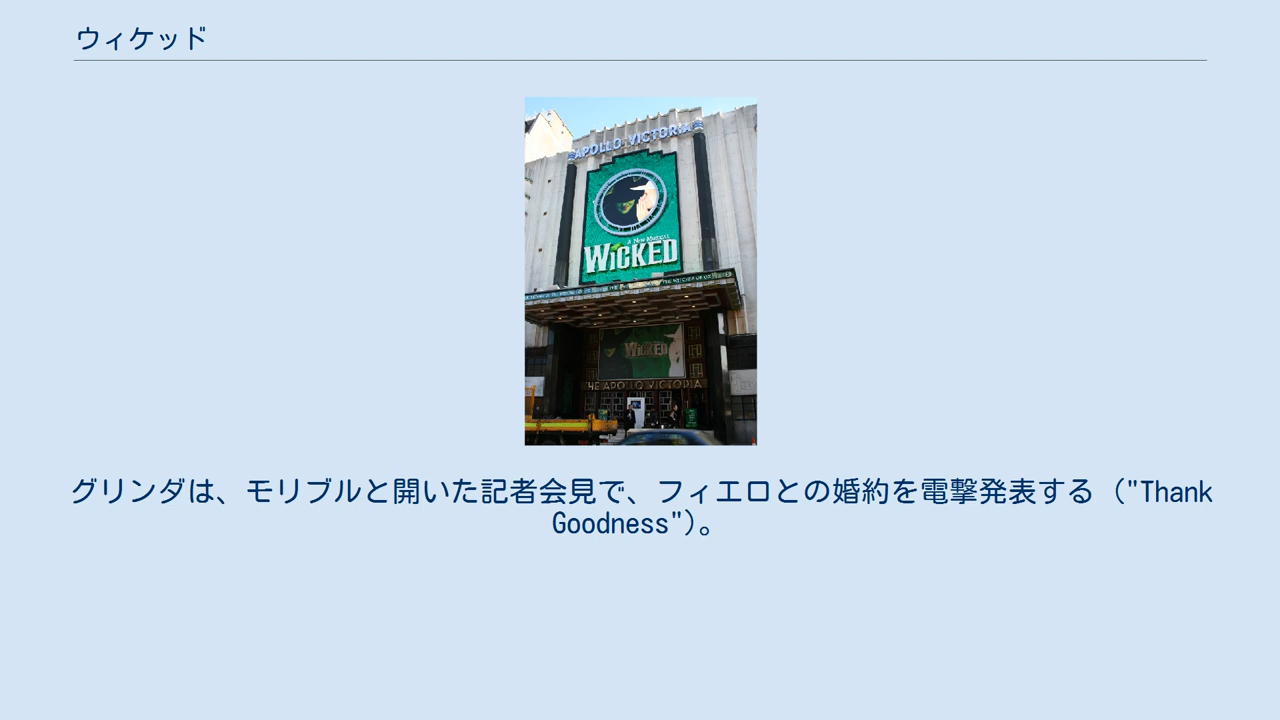 ウィケッド
APOLLO VICTORIA
A New Musical
WICKED
WICKED
THE APOLLO VICTORIA
グリンダは、モリブルと開いた記者会見で、フィエロとの婚約を電撃発表する（"Thank
Goodness")。